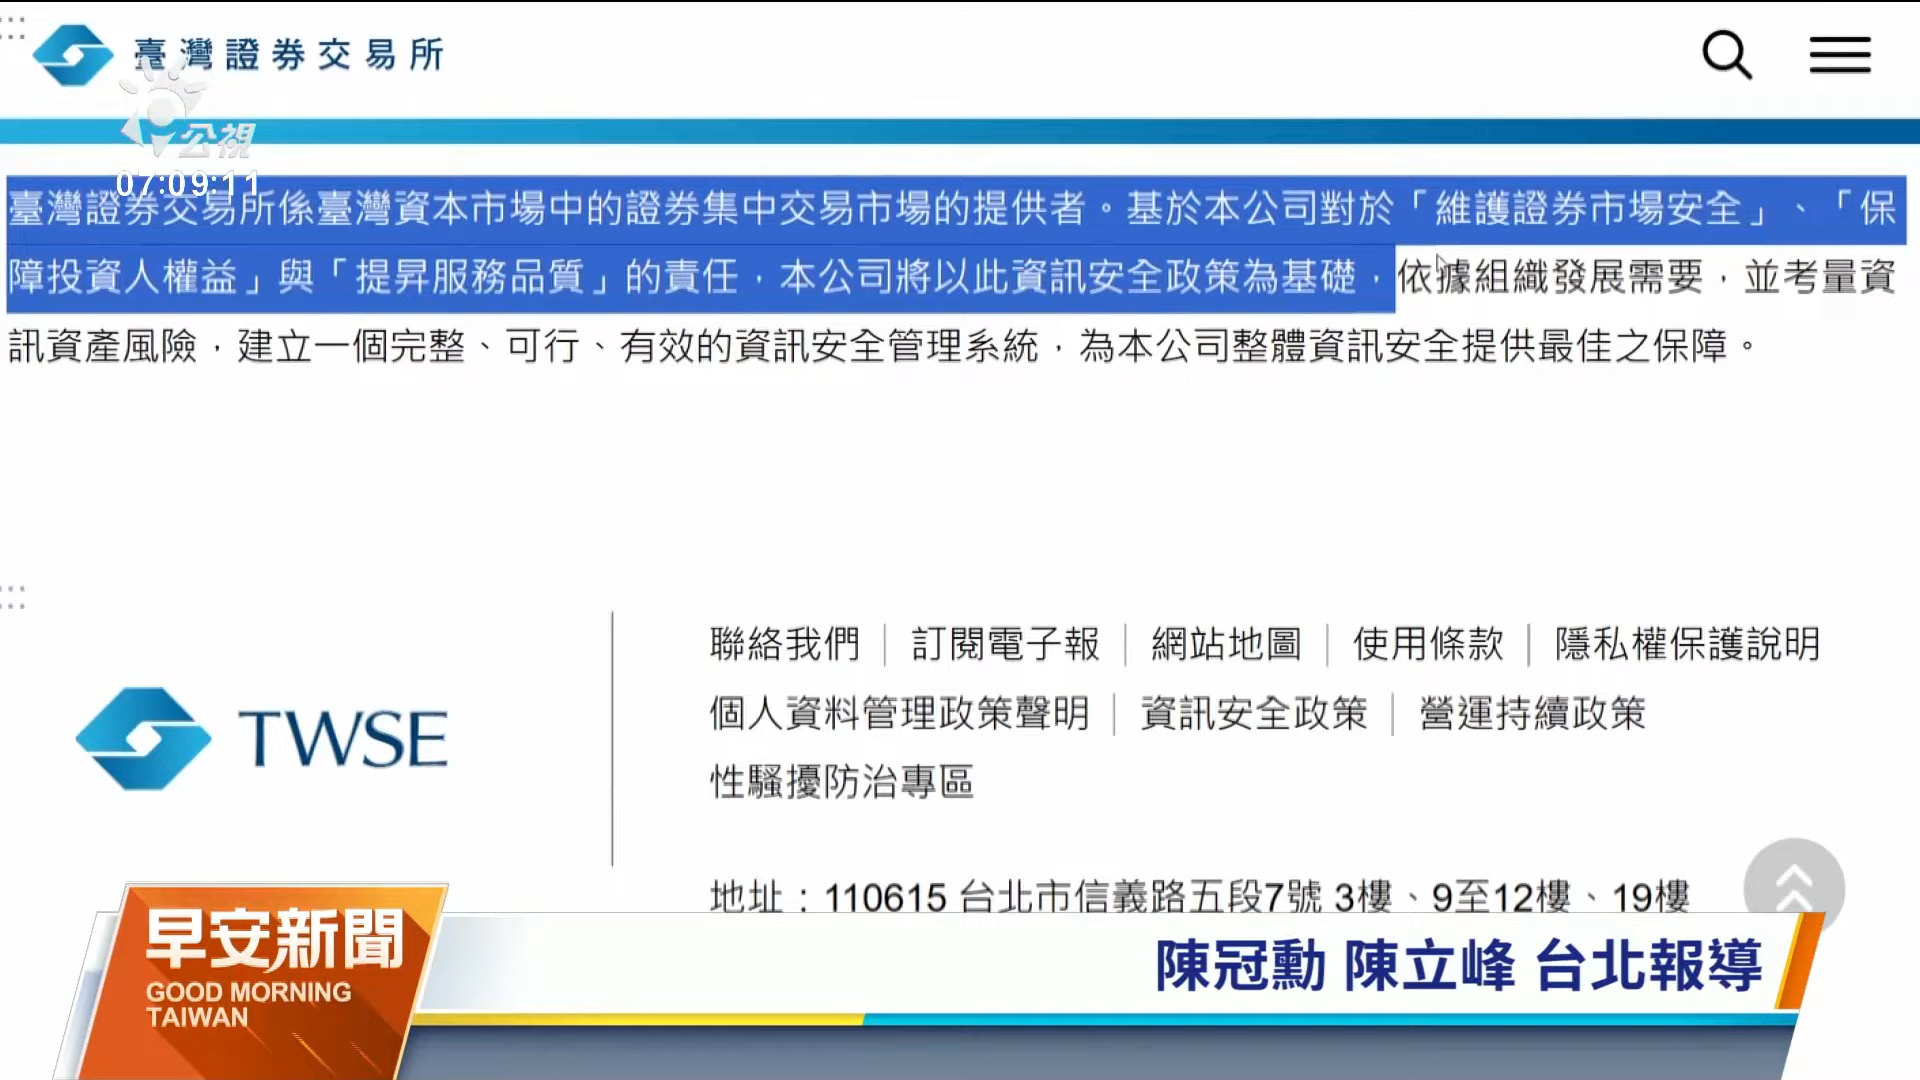 臺灣證券交易所
公視
07:09:11
臺灣證券交易所係臺灣資本市場中的證券集中交易市場的提供者。基於本公司對於「維護證券市場安全」、「保
障投資人權益」與「提昇服務品質」的責任，本公司將以此資訊安全政策為基礎，依據組織發展需要，並考量資
訊資產風險，建立一個完整、可行、有效的資訊安全管理系統，為本公司整體資訊安全提供最佳之保障。
聯絡我們｜訂閱電子報｜網站地圖｜使用條款｜隱私權保護說明
個人資料管理政策聲明｜資訊安全政策｜營運持續政策
性騷擾防治專區
TWSE
地址：110615 台北市信義路五段7號 3樓、9至12樓、19樓
早安新聞
GOOD MORNING
TAIWAN
陳冠勳 陳立峰 台北報導